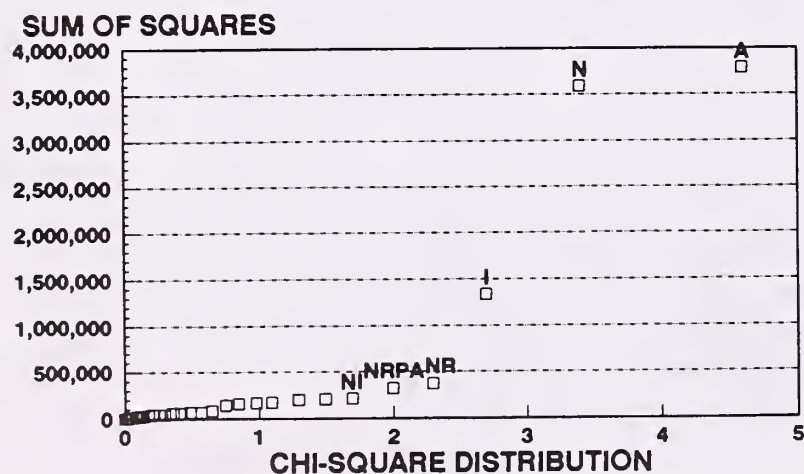 SUM OF SQUARES
4,000,000
A
N
3,500,000
3,000,000
2,500,000
2,000,000
1,500,000
I
1,000,000
500,000
NI NRPA NR
0
0 1 2 3 4 5
CHI-SQUARE DISTRIBUTION